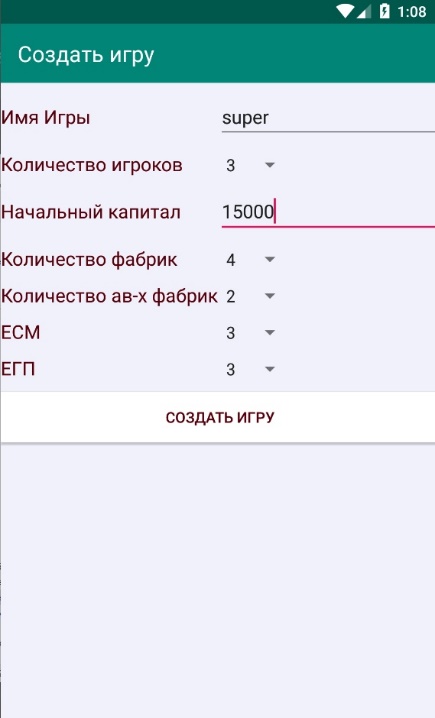 1:08
Создать игру
Имя Игры super
Количество игроков 3
Начальный капитал 15000
Количество фабрик 4
Количество ав-х фабрик 2
ЕСМ 3
ЕГП 3
СОЗДАТЬ ИГРУ